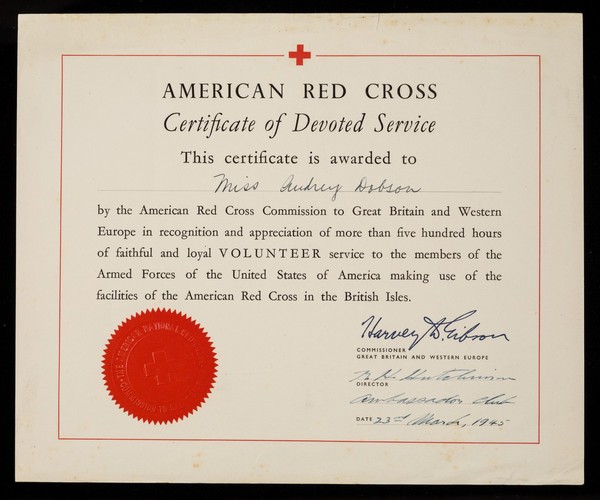 AMERICAN RED CROSS
Certificate of Devoted Service
This certificate is awarded to
Miss Audrey Dobson
by the American Red Cross Commission to Great Britain and Western
Europe in recognition and appreciation of more than five hundred hours
of faithful and loyal VOLUNTEER service to the members of the
Armed Forces of the United States of America making use of the
facilities of the American Red Cross in the British Isles.
Harvey D. Gibson
COMMISSIONER
GREAT BRITAIN AND WESTERN EUROPE
Hutchinson
DIRECTOR
Ambassador Club
DATE 23rd March, 1945